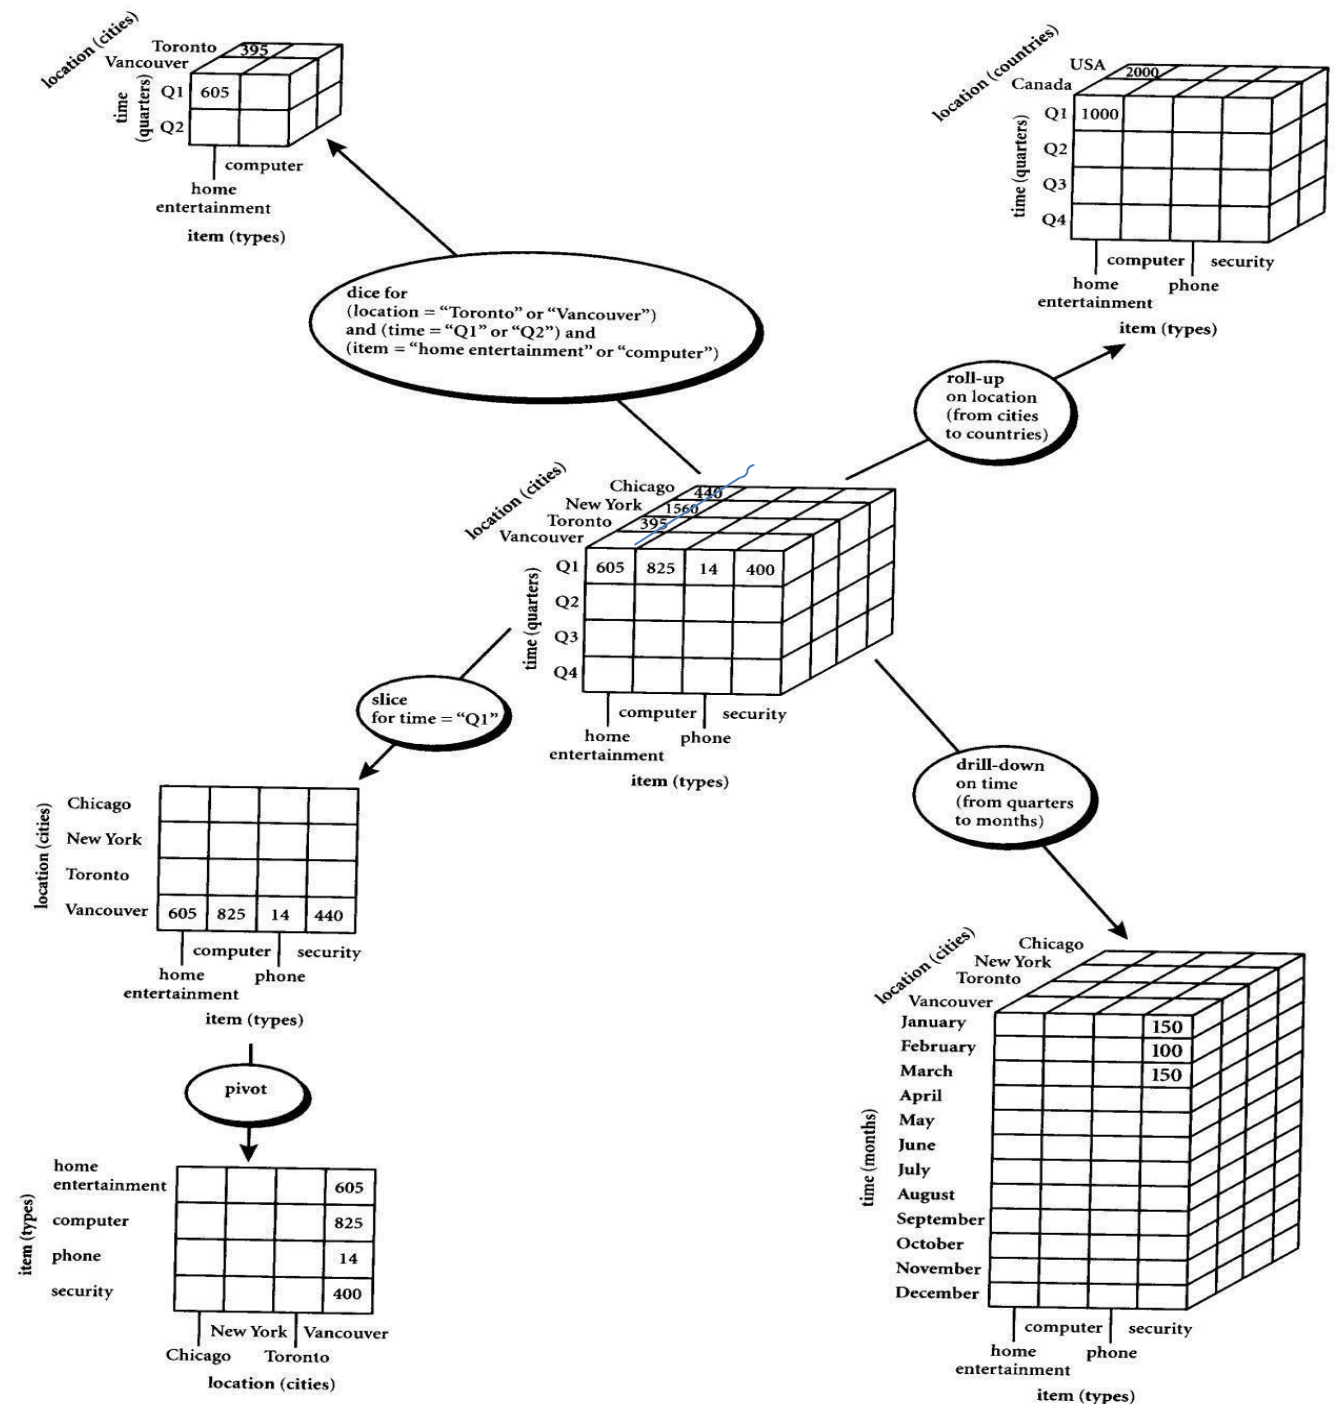 location (cities)
Toronto
Vancouver
395
time
(quarters)
Q1
605
Q2
computer
home
entertainment
item (types)
location (countries)
USA
Canada
2000
time (quarters)
Q1
1000
Q2
Q3
Q4
computer
security
home
entertainment
phone
item (types)
dice for
(location = “Toronto” or “Vancouver”)
and (time = “Q1” or “Q2”) and
(item = “home entertainment” or “computer”)
roll-up
on location
(from cities
to countries)
location (cities)
Chicago
440
New York
1560
Toronto
395
Vancouver
time (quarters)
Q1
605 825 14 400
Q2
Q3
Q4
computer
security
home
entertainment
phone
item (types)
slice
for time = “Q1”
drill-down
on time
(from quarters
to months)
location (cities)
Chicago
New York
Toronto
Vancouver
605 825 14 440
computer
security
home
entertainment
phone
item (types)
pivot
item (types)
home
entertainment
605
computer
825
phone
14
security
400
New York
Vancouver
Chicago
Toronto
location (cities)
location (cities)
Chicago
New York
Toronto
Vancouver
time (months)
January
150
February
100
March
150
April
May
June
July
August
September
October
November
December
computer
security
home
entertainment
phone
item (types)